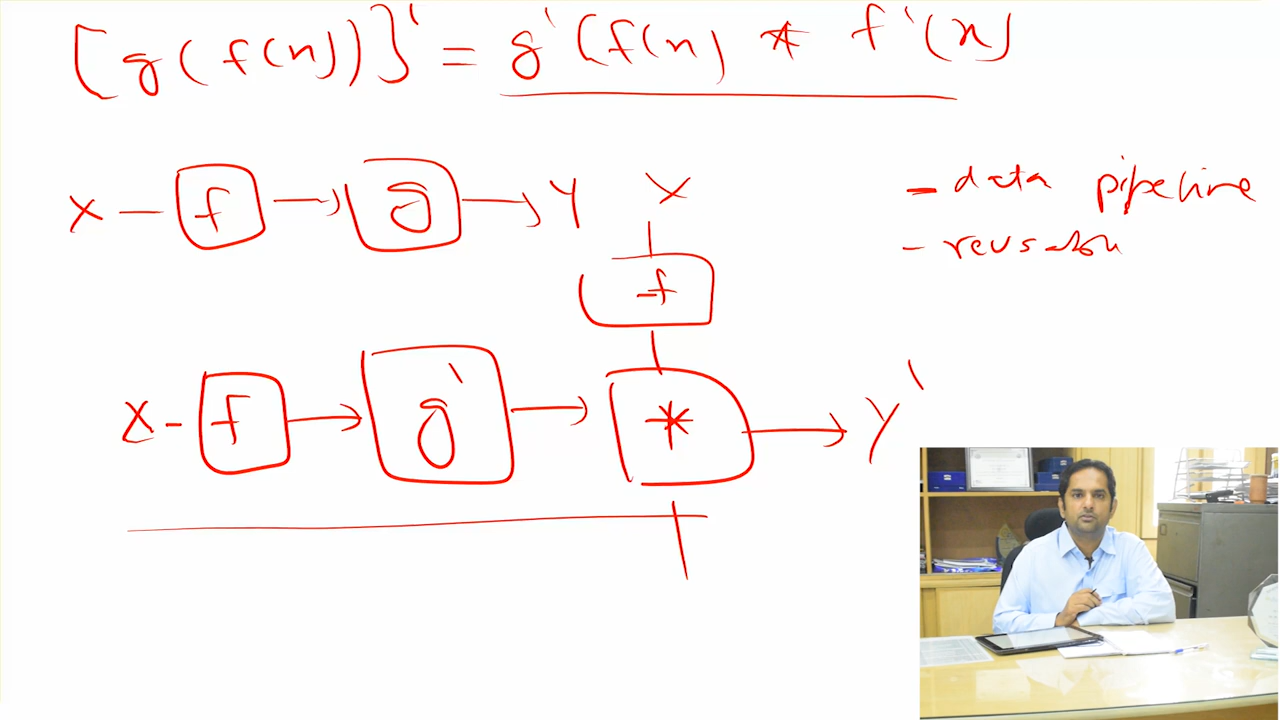 [g(f(x))]' = g'(f(x) * f'(x)
X f g Y
- data pipeline
X
f
X - f g' * Y'